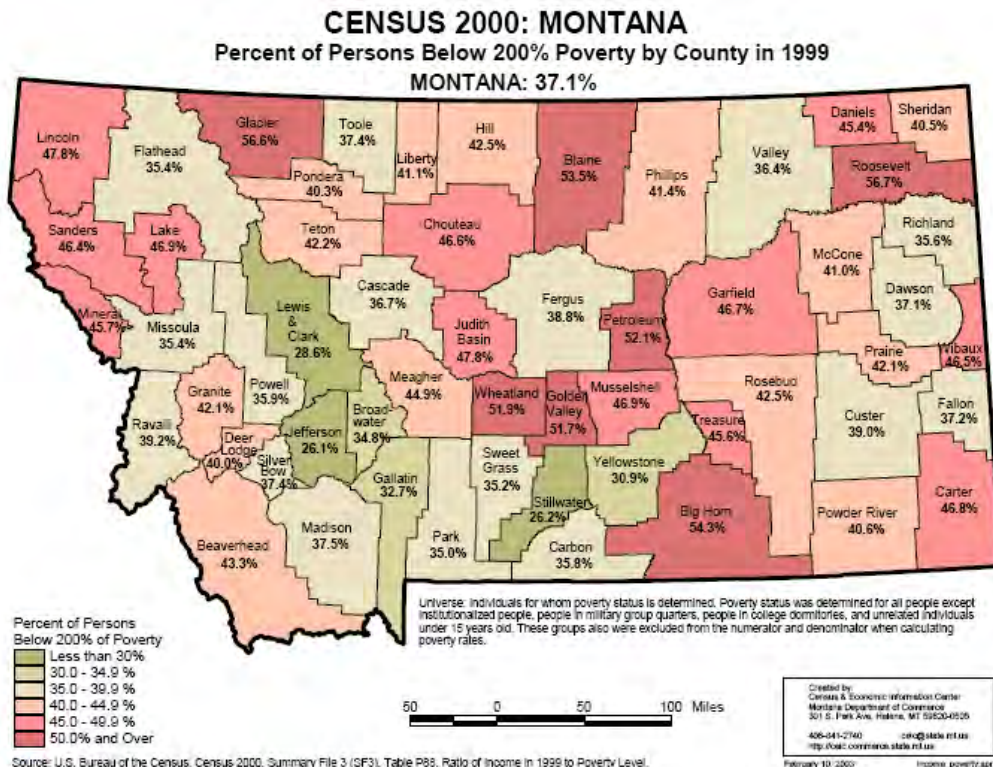 CENSUS 2000: MONTANA
Percent of Persons Below 200% Poverty by County in 1999
MONTANA: 37.1%
Lincoln
47.8%
Flathead
35.4%
Glacier
56.6%
Toole
37.4%
Liberty
41.1%
Hill
42.5%
Blaine
53.5%
Phillips
41.4%
Valley
36.4%
Daniels
45.4%
Sheridan
40.5%
Roosevelt
56.7%
Pondera
40.3%
Teton
42.2%
Chouteau
46.6%
Sanders
46.4%
Lake
46.9%
Richland
35.6%
McCone
41.0%
Dawson
37.1%
Mineral
45.7%
Missoula
35.4%
Lewis
&
Clark
28.6%
Cascade
36.7%
Judith
Basin
47.8%
Fergus
38.8%
Petroleum
52.1%
Garfield
46.7%
Prairie
42.1%
Wibaux
46.5%
Granite
42.1%
Powell
35.9%
Meagher
44.9%
Wheatland
51.9%
Golden
Valley
51.7%
Musselshell
46.9%
Rosebud
42.5%
Treasure
45.6%
Custer
39.0%
Fallon
37.2%
Ravalli
39.2%
Deer
Lodge
40.0%
Silver
Bow
37.4%
Jefferson
26.1%
Broad-
water
34.8%
Gallatin
32.7%
Sweet
Grass
35.2%
Stillwater
26.2%
Yellowstone
30.9%
Big Horn
54.3%
Powder River
40.6%
Carter
46.8%
Beaverhead
43.3%
Madison
37.5%
Park
35.0%
Carbon
35.8%
Universe: Individuals for whom poverty status is determined. Poverty status was determined for all people except
institutionalized people, people in military group quarters, people in college dormitories, and unrelated individuals
under 15 years old. These groups also were excluded from the numerator and denominator when calculating
poverty rates.
Percent of Persons
Below 200% of Poverty
Less than 30%
30.0 - 34.9 %
35.0 - 39.9 %
40.0 - 44.9 %
45.0 - 49.9 %
50.0% and Over
50 0 50 100 Miles
Created by:
Census & Economic Information Center
Montana Department of Commerce
301 S. Park Ave, Helena, MT 59620-0505
406-841-2740 ceic@state.mt.us
http://ceic.commerce.state.mt.us
Source: U.S. Bureau of the Census, Census 2000, Summary File 3 (SF3), Table P88. Ratio of Income in 1999 to Poverty Level.
February 10, 2003